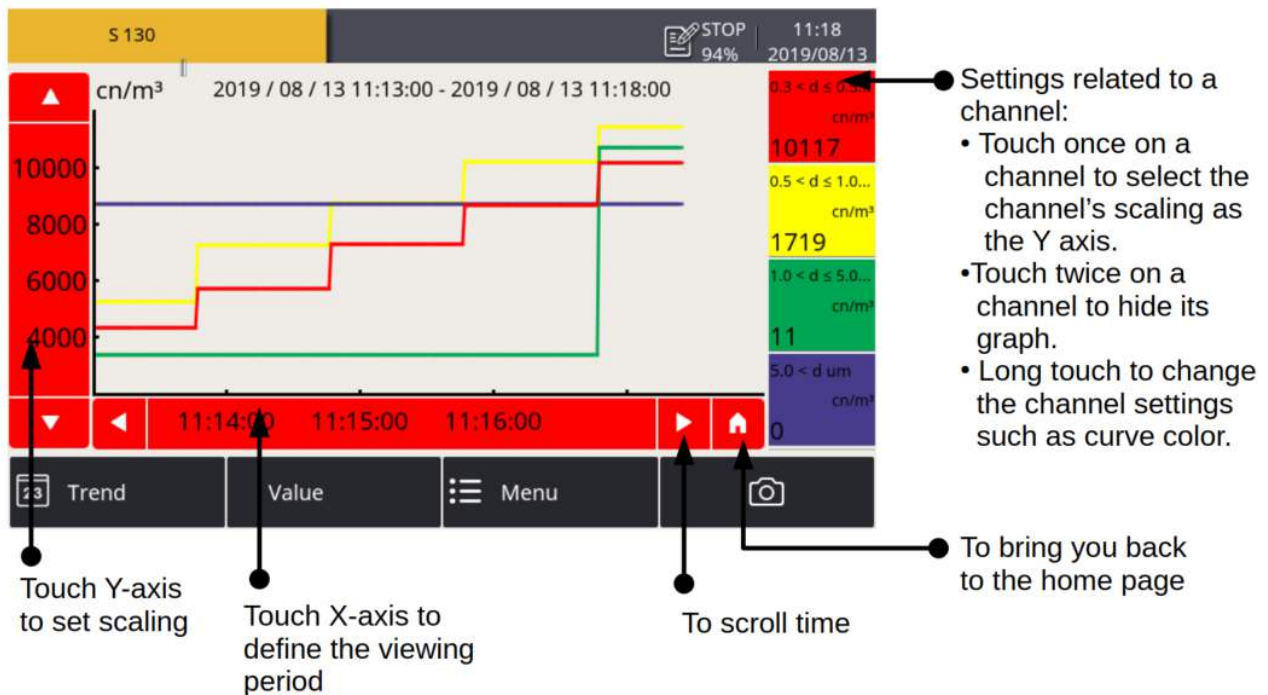 S 130
STOP
94%
11:18
2019/08/13
cn/m³
2019 / 08 / 13 11:13:00 - 2019 / 08 / 13 11:18:00
10000
8000
6000
4000
11:14:00 11:15:00 11:16:00
0.3 < d ≤ 0.5...
cn/m³
10117
0.5 < d ≤ 1.0...
cn/m³
1719
1.0 < d ≤ 5.0...
cn/m³
11
5.0 < d um
cn/m³
0
23 Trend
Value
Menu
Settings related to a
channel:
• Touch once on a
channel to select the
channel's scaling as
the Y axis.
•Touch twice on a
channel to hide its
graph.
• Long touch to change
the channel settings
such as curve color.
To bring you back
to the home page
To scroll time
Touch X-axis to
define the viewing
period
Touch Y-axis
to set scaling